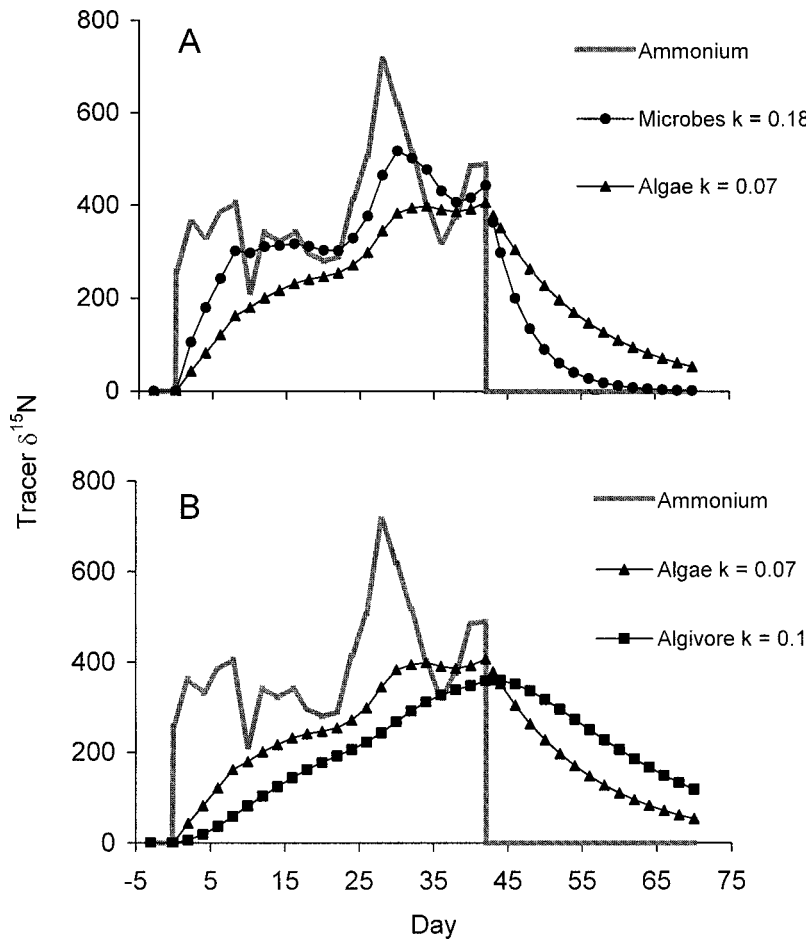 800
A
Ammonium
600
Microbes k = 0.18
400
Algae k = 0.07
200
0
Tracer δ¹⁵N
800
B
Ammonium
600
Algae k = 0.07
400
Algivore k = 0.1
200
0
-5 5 15 25 35 45 55 65 75
Day